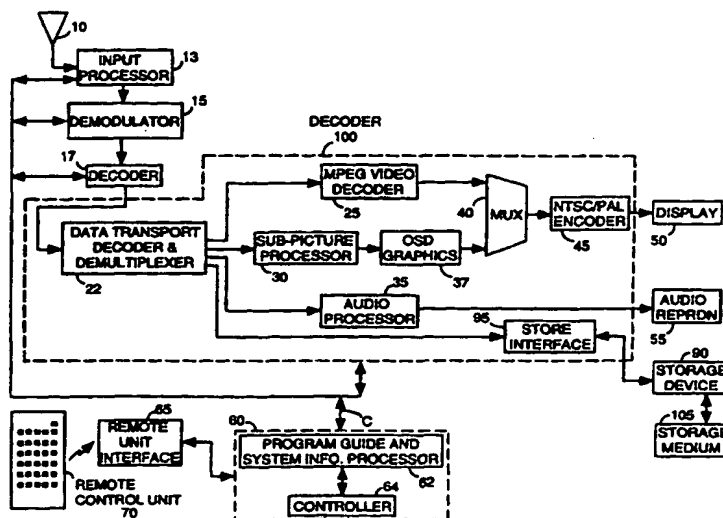 10
INPUT
PROCESSOR
13
15
DEMODULATOR
17
DECODER
DECODER
100
MPEG VIDEO
DECODER
25
40
MUX
NTSC/PAL
ENCODER
45
DISPLAY
50
DATA TRANSPORT
DECODER &
DEMULTIPLEXER
22
SUB-PICTURE
PROCESSOR
30
OSD
GRAPHICS
37
35
AUDIO
PROCESSOR
AUDIO
REPRDN
55
95
STORE
INTERFACE
90
STORAGE
DEVICE
105
STORAGE
MEDIUM
C
65
REMOTE
UNIT
INTERFACE
60
PROGRAM GUIDE AND
SYSTEM INFO. PROCESSOR
62
64
CONTROLLER
REMOTE
CONTROL UNIT
70